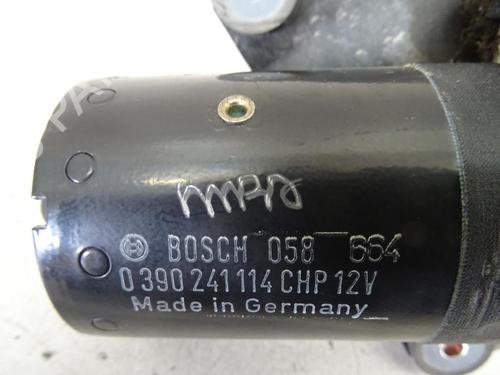 BOSCH 058 664
0 390 241 114 CHP 12V
Made in Germany